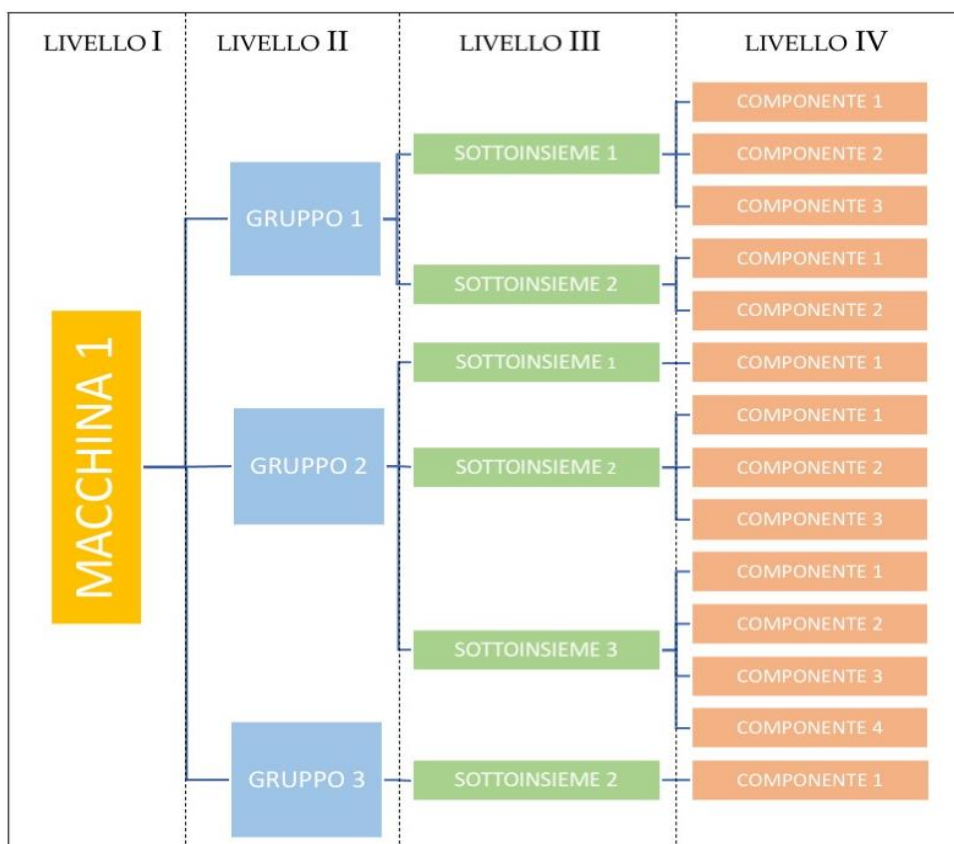 LIVELLO I
LIVELLO II
LIVELLO III
LIVELLO IV
MACCHINA 1
GRUPPO 1
SOTTOINSIEME 1
COMPONENTE 1
COMPONENTE 2
COMPONENTE 3
SOTTOINSIEME 2
COMPONENTE 1
COMPONENTE 2
GRUPPO 2
SOTTOINSIEME 1
COMPONENTE 1
SOTTOINSIEME 2
COMPONENTE 1
COMPONENTE 2
COMPONENTE 3
SOTTOINSIEME 3
COMPONENTE 1
COMPONENTE 2
COMPONENTE 3
COMPONENTE 4
GRUPPO 3
SOTTOINSIEME 2
COMPONENTE 1